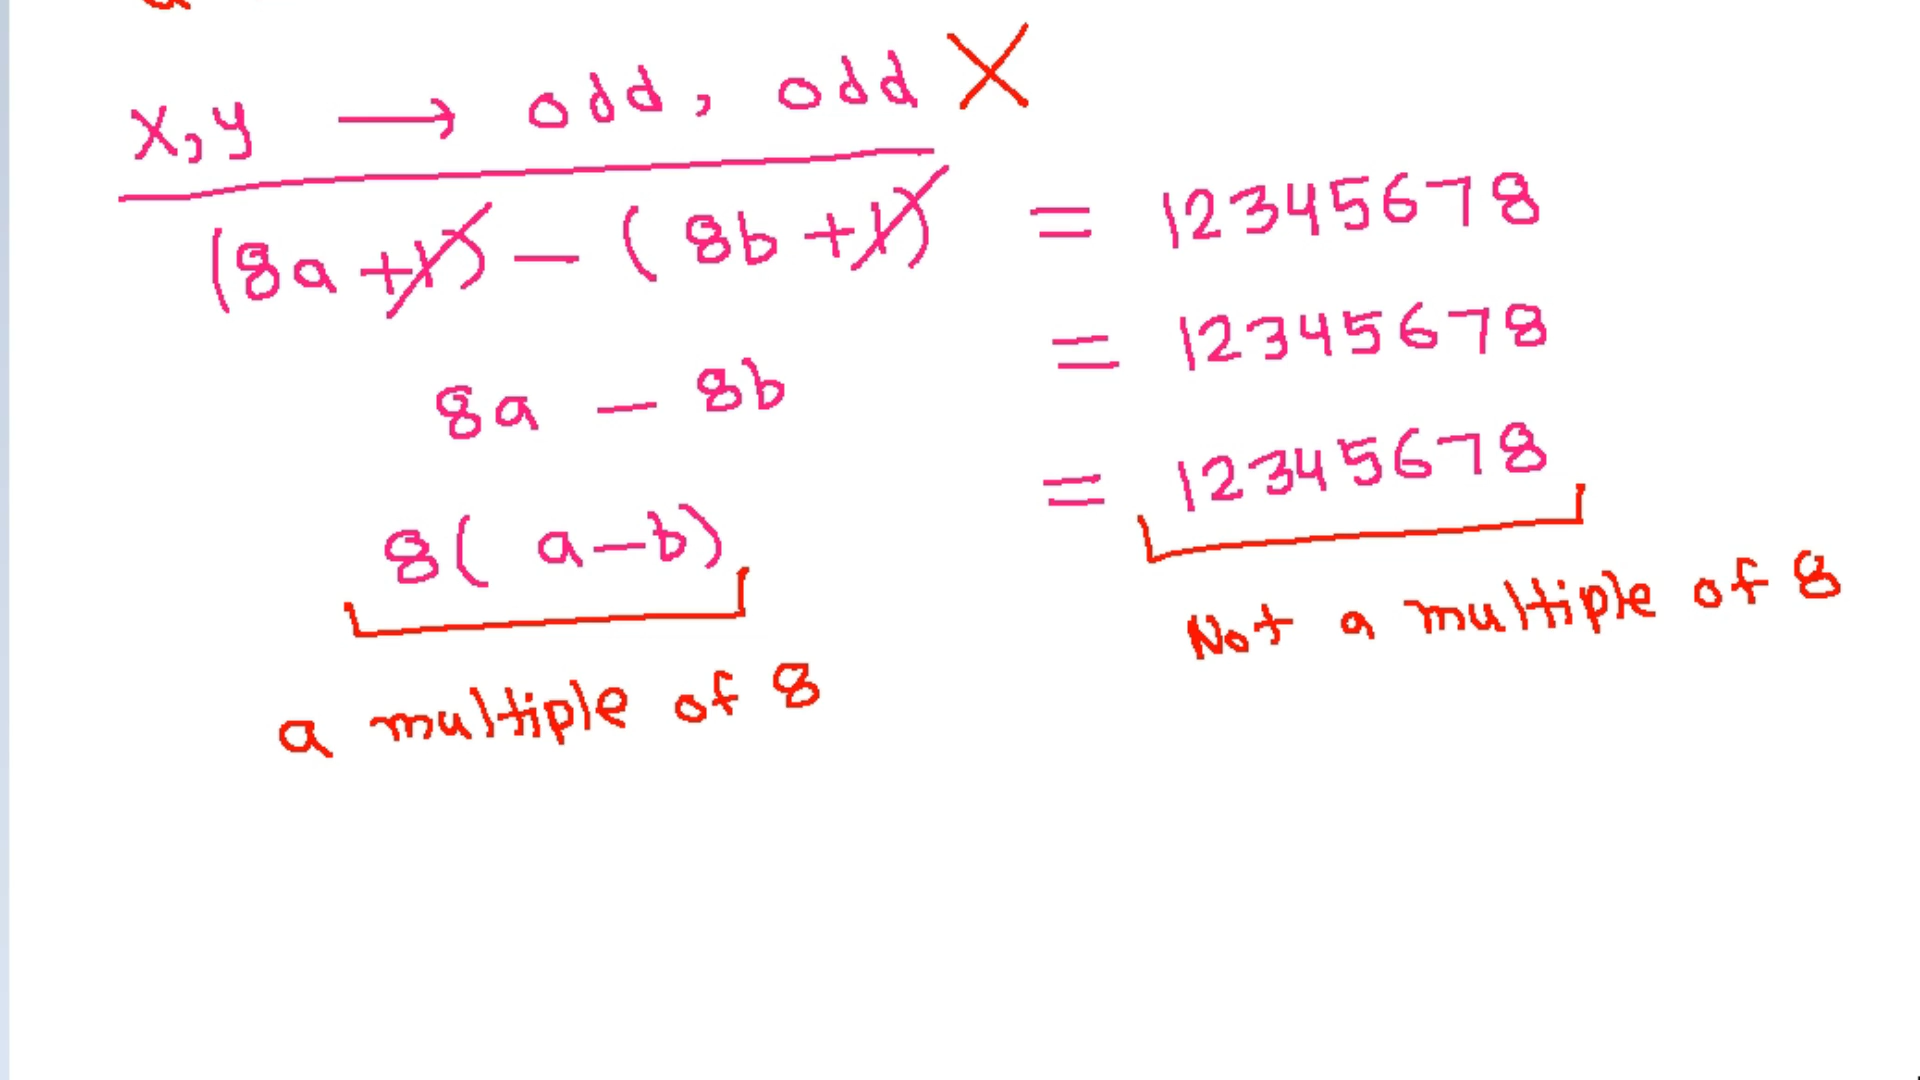 x,y → odd, odd X
(8a+1) − (8b+1) = 12345678
8a − 8b = 12345678
8(a−b) = 12345678
a multiple of 8
Not a multiple of 8